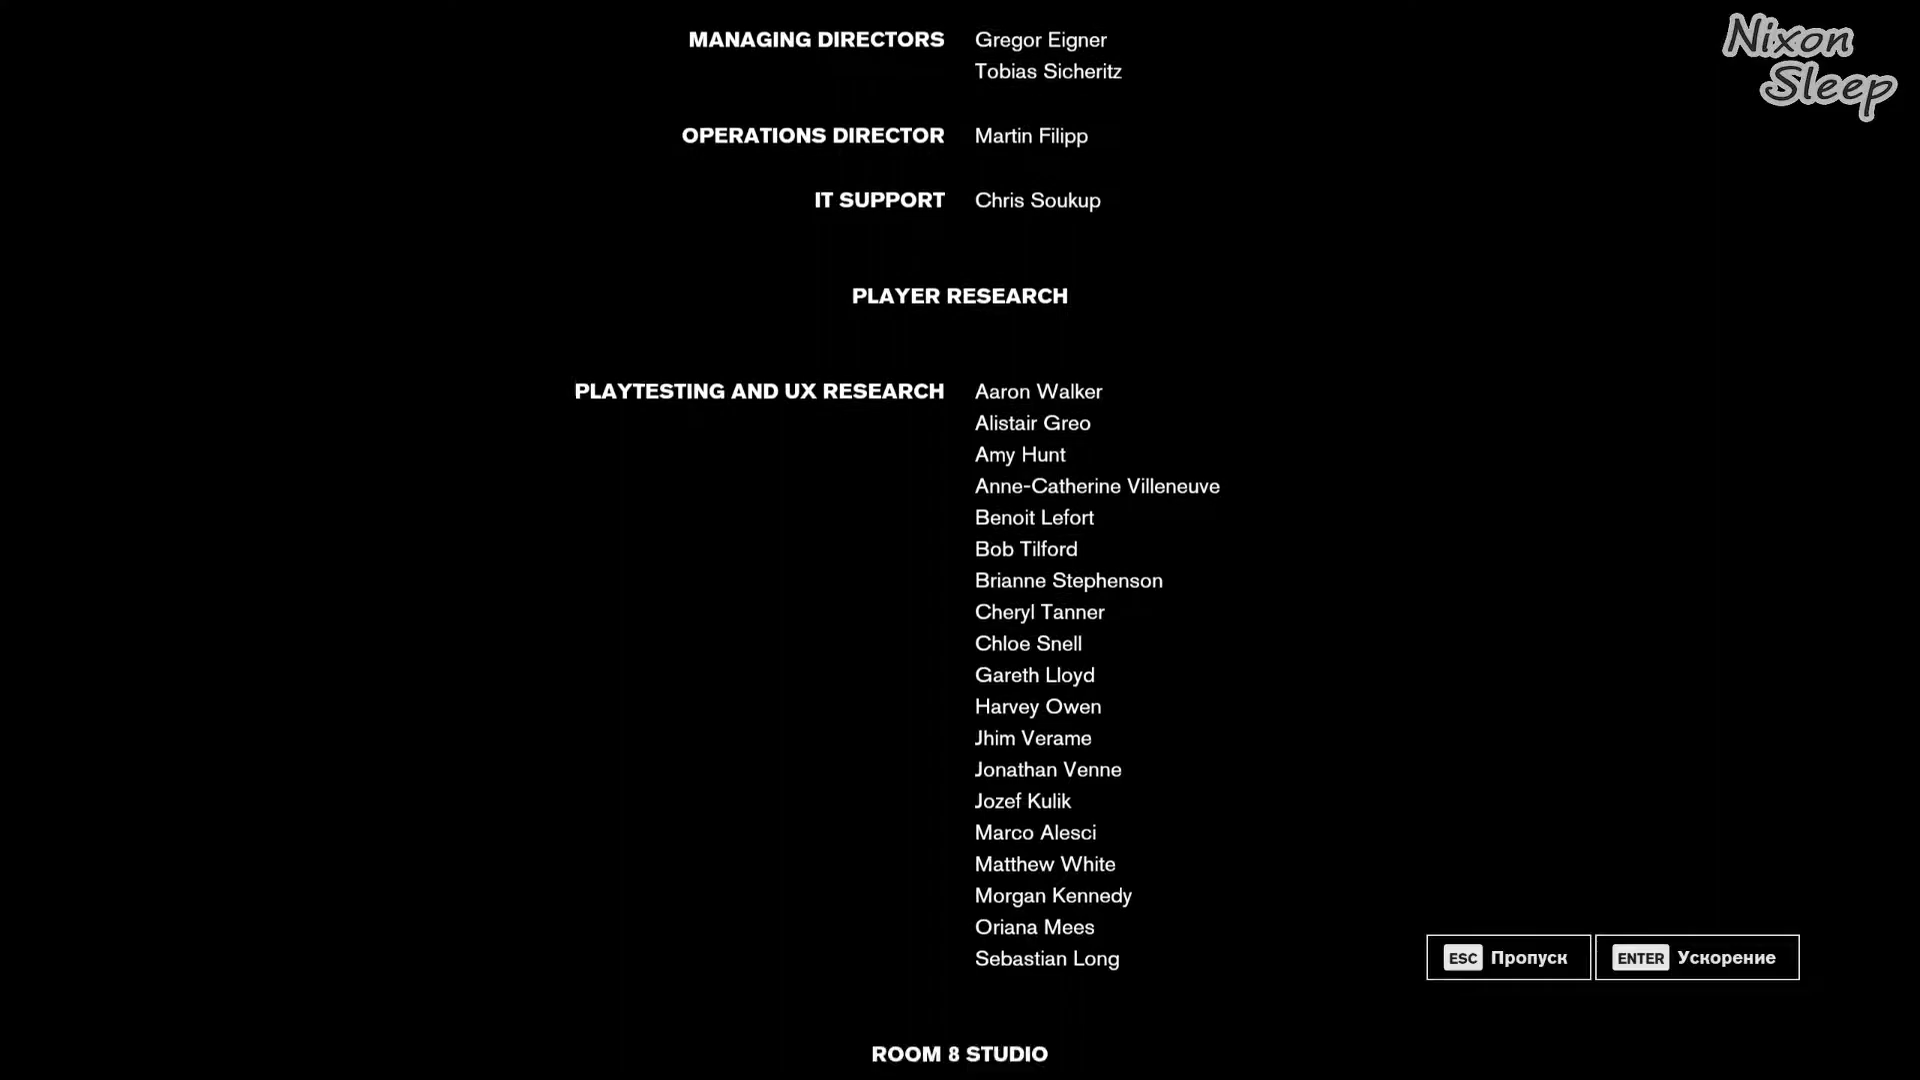 MANAGING DIRECTORS Gregor Eigner
Tobias Sicheritz
OPERATIONS DIRECTOR Martin Filipp
IT SUPPORT Chris Soukup
PLAYER RESEARCH
PLAYTESTING AND UX RESEARCH Aaron Walker
Alistair Greo
Amy Hunt
Anne-Catherine Villeneuve
Benoit Lefort
Bob Tilford
Brianne Stephenson
Cheryl Tanner
Chloe Snell
Gareth Lloyd
Harvey Owen
Jhim Verame
Jonathan Venne
Jozef Kulik
Marco Alesci
Matthew White
Morgan Kennedy
Oriana Mees
Sebastian Long
ROOM 8 STUDIO
Nixon
Sleep
ESC Пропуск ENTER Ускорение